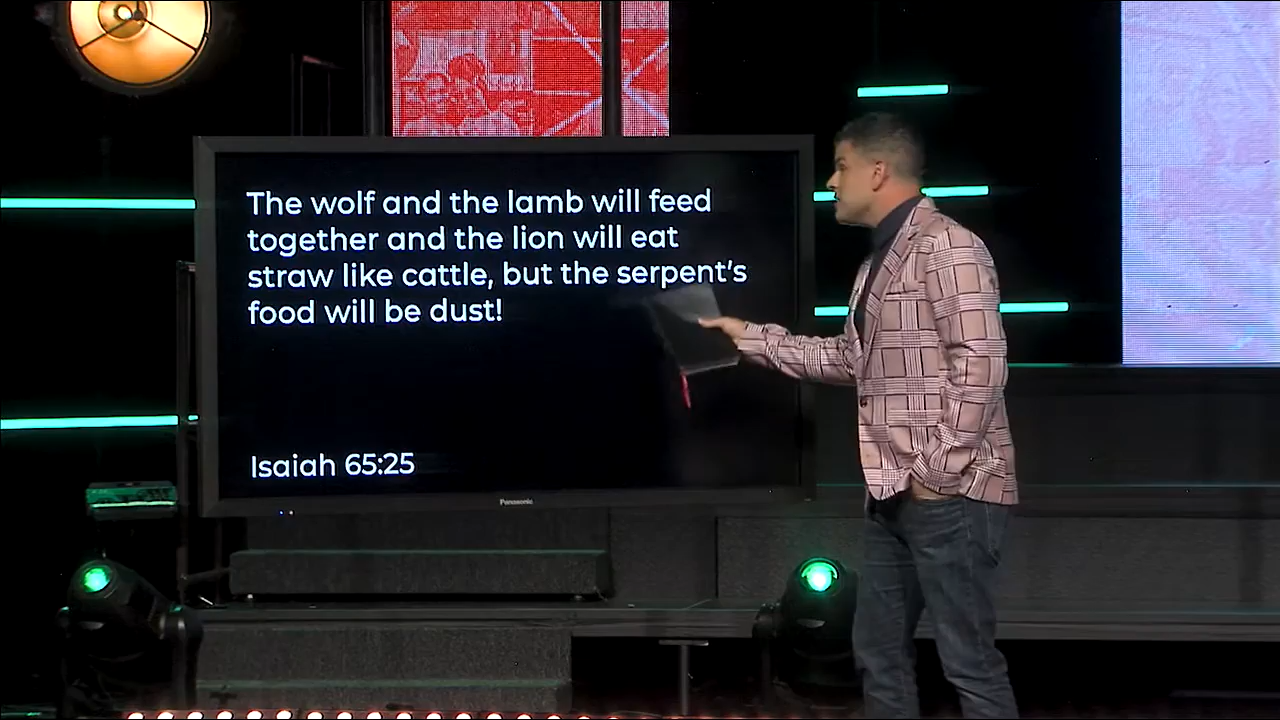 The wolf and the lamb will feed
together and the lion will eat
straw like cattle, but the serpent's
food will be dust!
Isaiah 65:25
Panasonic